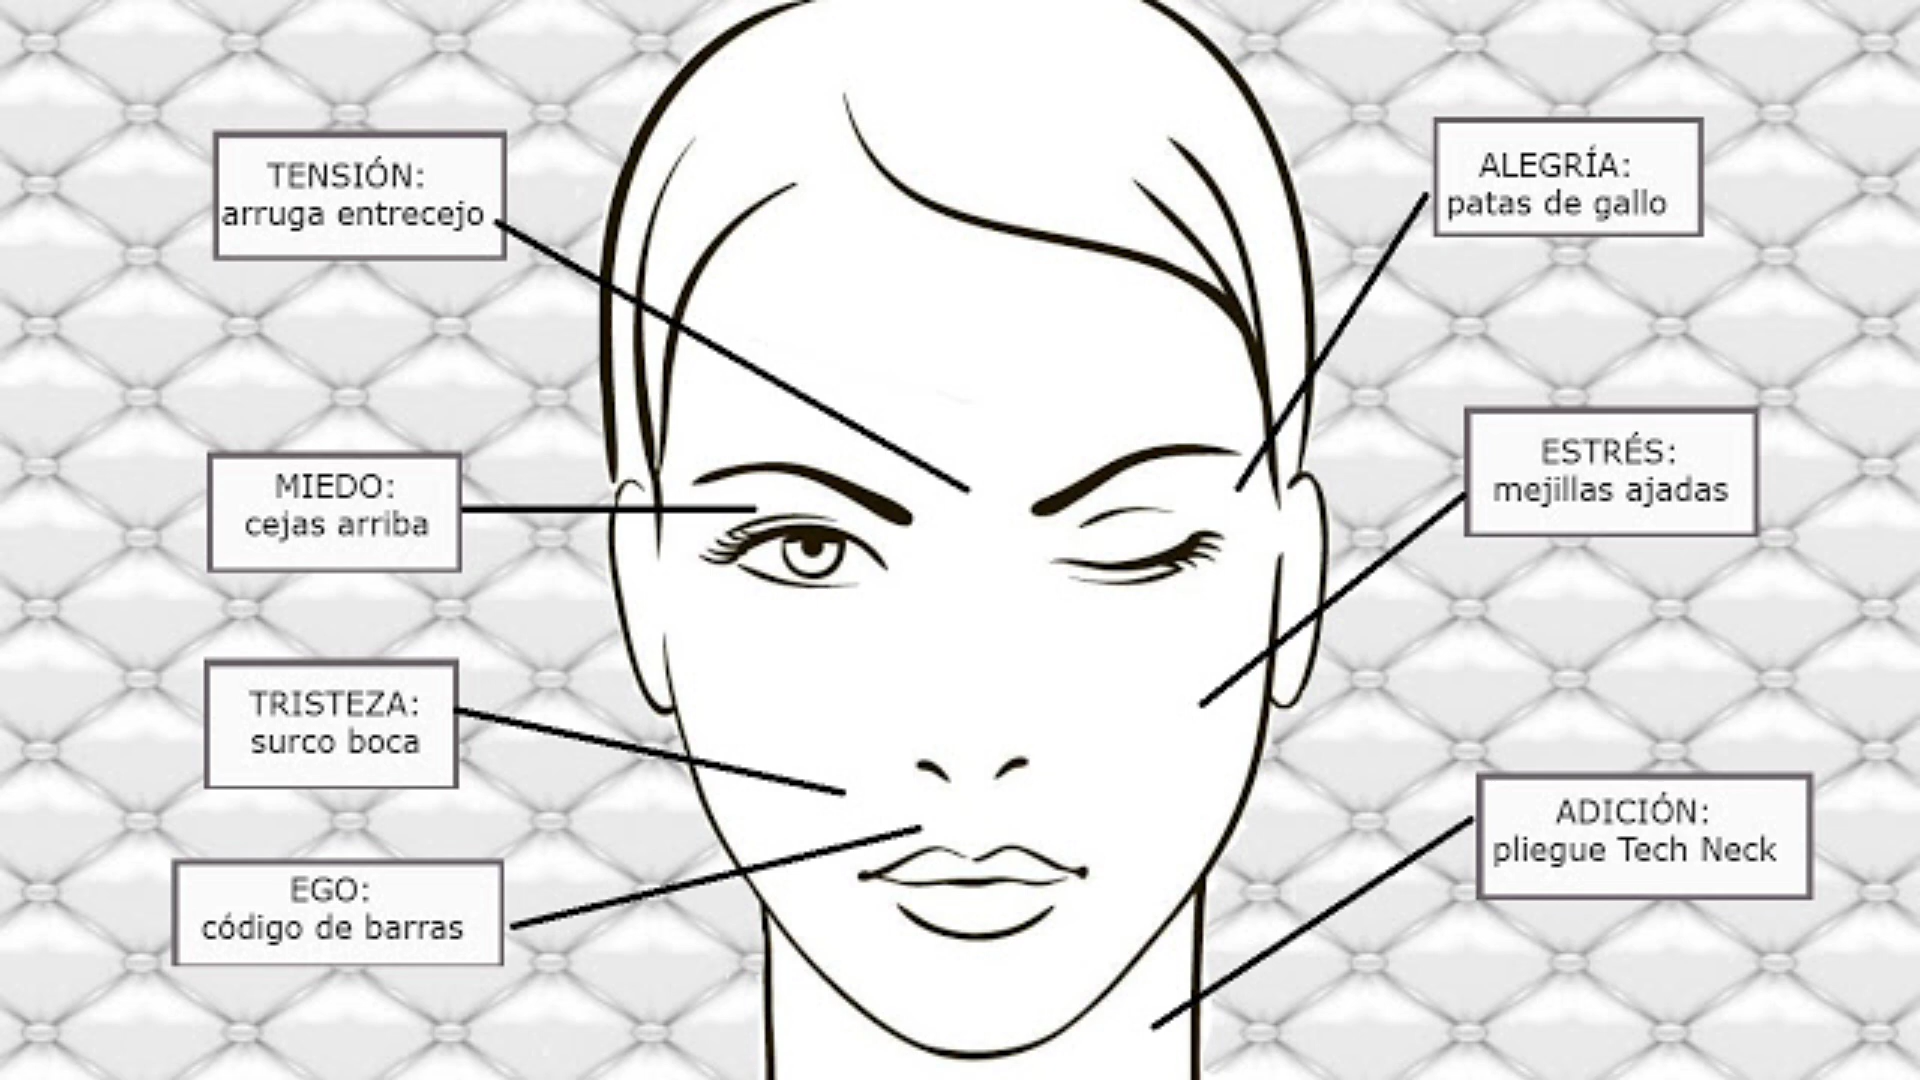 TENSIÓN:
arruga entrecejo
MIEDO:
cejas arriba
TRISTEZA:
surco boca
EGO:
código de barras
ALEGRÍA:
patas de gallo
ESTRÉS:
mejillas ajadas
ADICIÓN:
pliegue Tech Neck